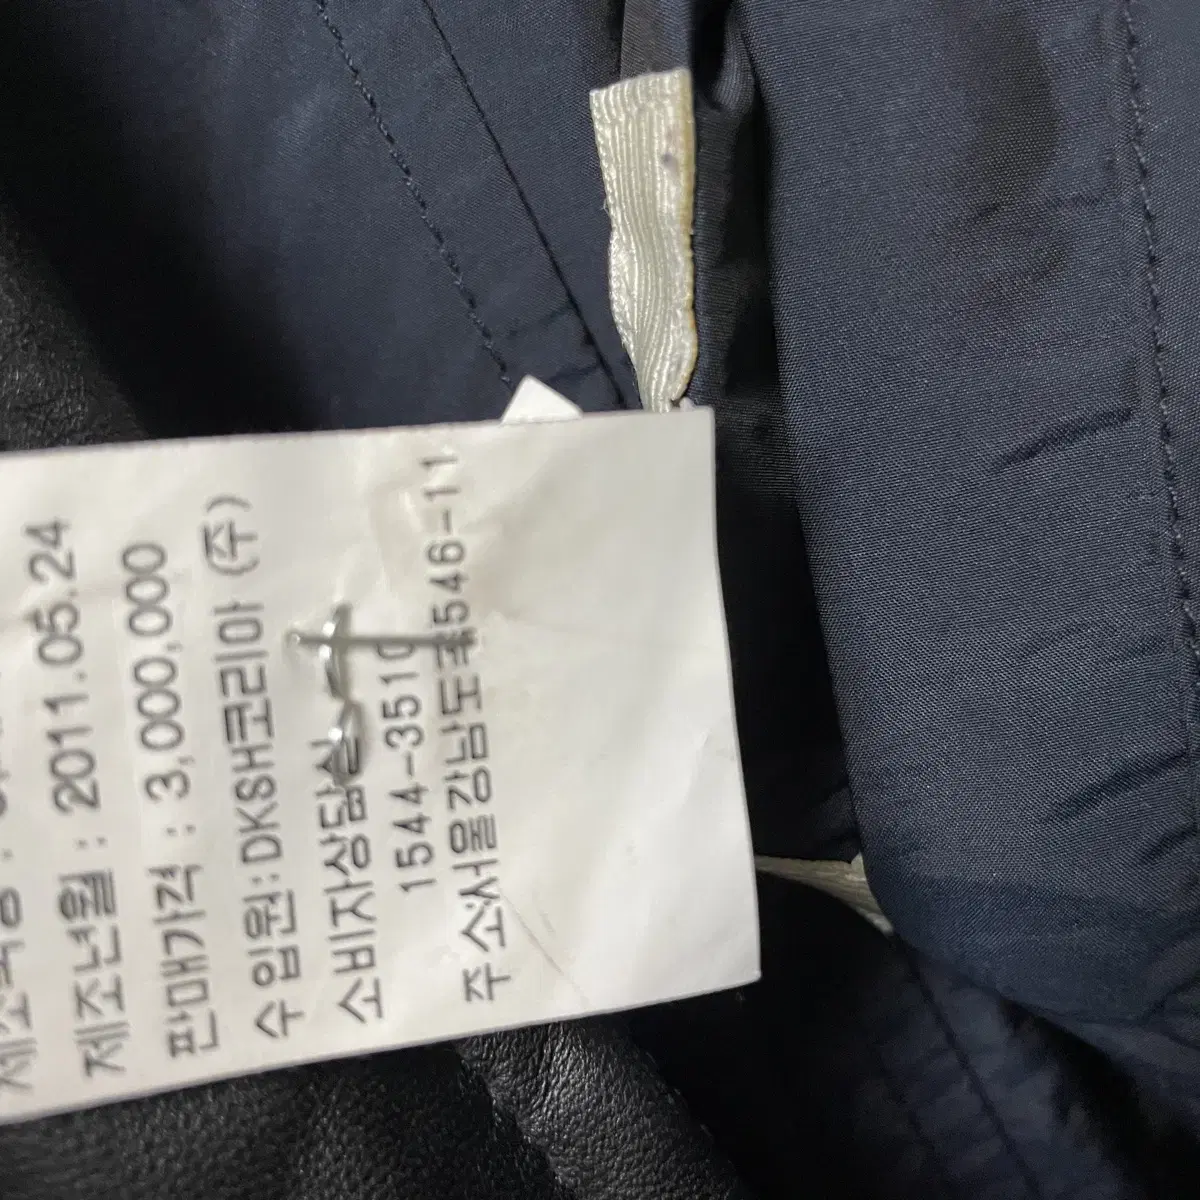 제조년월 : 2011.05.24
판매가격 : 3,000,000
수입원:DKSH코리아 (주)
소비자상담실
1544-3510
주 소:서울강남도곡546-11